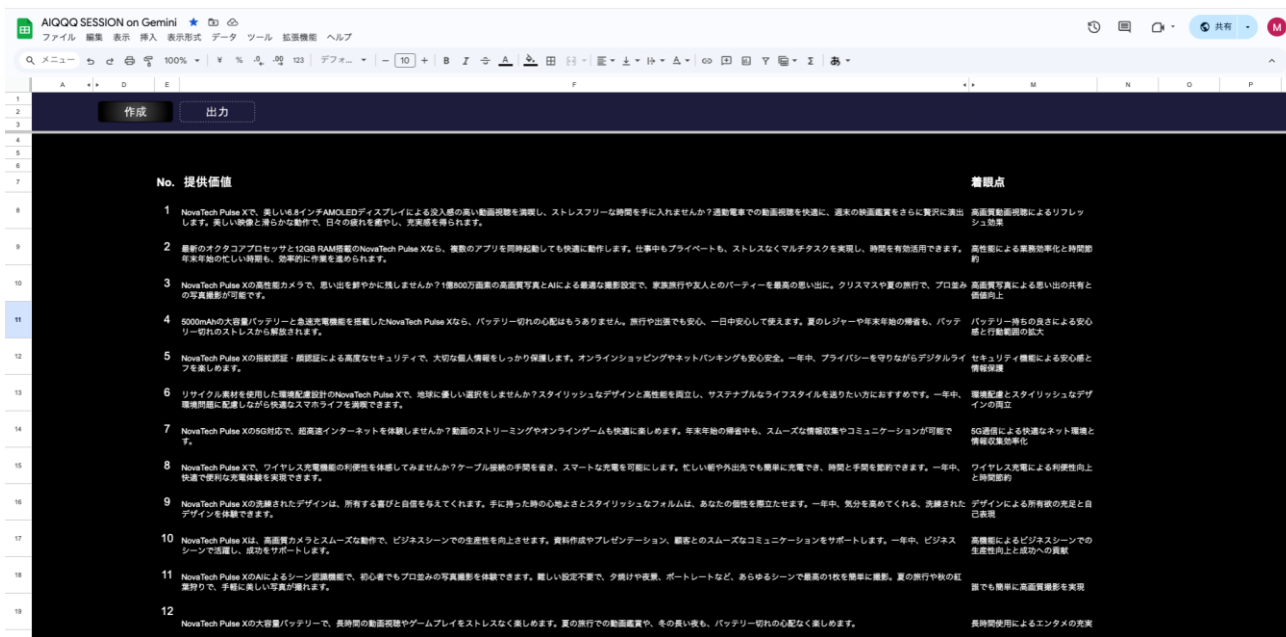 AIQQQ SESSION on Gemini
ファイル 編集 表示 挿入 表示形式 データ ツール 拡張機能 ヘルプ
共有
M
メニュー 100% ¥ % .0 .00 123 デフォ... 10 B I A あ
A D E F M N O P
1
2 作成 出力
3
4
5
6
7 No. 提供価値 着眼点
8 1 NovaTech Pulse Xで、美しい6.8インチAMOLEDディスプレイによる没入感の高い動画視聴を満喫し、ストレスフリーな時間を手に入れませんか？通勤電車での動画視聴を快適に、週末の映画鑑賞をさらに贅沢に演出 高画質動画視聴によるリフレッ
します。美しい映像と滑らかな動作で、日々の疲れを癒やし、充実感を得られます。 シュ効果
9 2 最新のオクタコアプロセッサと12GB RAM搭載のNovaTech Pulse Xなら、複数のアプリを同時起動しても快適に動作します。仕事中もプライベートも、ストレスなくマルチタスクを実現し、時間を有効活用できます。 高性能による業務効率化と時間節
年末年始の忙しい時期も、効率的に作業を進められます。 約
10 3 NovaTech Pulse Xの高性能カメラで、思い出を鮮やかに残しませんか？1億800万画素の高画質写真とAIによる最適な撮影設定で、家族旅行や友人とのパーティーを最高の思い出に。クリスマスや夏の旅行で、プロ並み 高画質写真による思い出の共有と
の写真撮影が可能です。 価値向上
11 4 5000mAhの大容量バッテリーと急速充電機能を搭載したNovaTech Pulse Xなら、バッテリー切れの心配はもうありません。旅行や出張でも安心、一日中安心して使えます。夏のレジャーや年末年始の帰省も、バッテ バッテリー持ちの良さによる安心
リー切れのストレスから解放されます。 感と行動範囲の拡大
12 5 NovaTech Pulse Xの指紋認証・顔認証による高度なセキュリティで、大切な個人情報をしっかり保護します。オンラインショッピングやネットバンキングも安心安全。一年中、プライバシーを守りながらデジタルライ セキュリティ機能による安心感と
フを楽しめます。 情報保護
13 6 リサイクル素材を使用した環境配慮設計のNovaTech Pulse Xで、地球に優しい選択をしませんか？スタイリッシュなデザインと高性能を両立し、サステナブルなライフスタイルを送りたい方におすすめです。一年中、 環境配慮とスタイリッシュなデザ
環境問題に配慮しながら快適なスマホライフを満喫できます。 インの両立
14 7 NovaTech Pulse Xの5G対応で、超高速インターネットを体験しませんか？動画のストリーミングやオンラインゲームも快適に楽しめます。年末年始の帰省中も、スムーズな情報収集やコミュニケーションが可能で 5G通信による快適なネット環境と
す。 情報収集効率化
15 8 NovaTech Pulse Xで、ワイヤレス充電機能の利便性を体感してみませんか？ケーブル接続の手間を省き、スマートな充電を可能にします。忙しい朝や外出先でも簡単に充電でき、時間と手間を節約できます。一年中、 ワイヤレス充電による利便性向上
快適で便利な充電体験を実現できます。 と時間節約
16 9 NovaTech Pulse Xの洗練されたデザインは、所有する喜びと自信を与えてくれます。手に持った時の心地よさとスタイリッシュなフォルムは、あなたの個性を際立たせます。一年中、気分を高めてくれる、洗練された デザインによる所有欲の充足と自
デザインを体験できます。 己表現
17 10 NovaTech Pulse Xは、高画質カメラとスムーズな動作で、ビジネスシーンでの生産性を向上させます。資料作成やプレゼンテーション、顧客とのスムーズなコミュニケーションをサポートします。一年中、ビジネス 高機能によるビジネスシーンでの
シーンで活躍し、成功をサポートします。 生産性向上と成功への貢献
18 11 NovaTech Pulse XのAIによるシーン認識機能で、初心者でもプロ並みの写真撮影を体験できます。難しい設定不要で、夕焼けや夜景、ポートレートなど、あらゆるシーンで最高の1枚を簡単に撮影。夏の旅行や秋の紅
葉狩りで、手軽に美しい写真が撮れます。 誰でも簡単に高画質撮影を実現
19 12
NovaTech Pulse Xの大容量バッテリーで、長時間の動画視聴やゲームプレイをストレスなく楽しめます。夏の旅行での動画鑑賞や、冬の長い夜も、バッテリー切れの心配なく楽しめます。 長時間使用によるエンタメの充実